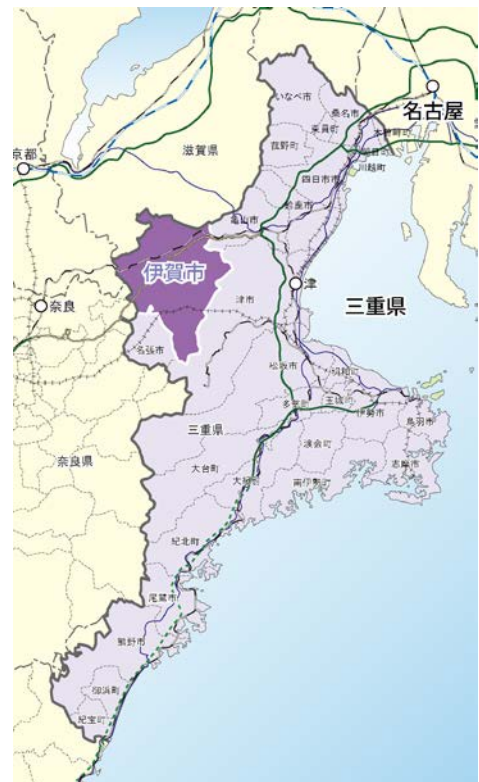 いなべ市
桑名市
東員町
名古屋
木曽岬町
菰野町
朝日町
川越町
滋賀県
四日市市
京都
鈴鹿市
亀山市
伊賀市
津
奈良
津市
三重県
名張市
松阪市
明和町
多気町
玉城町
伊勢市
鳥羽市
三重県
度会町
奈良県
大台町
志摩市
大紀町
南伊勢町
紀北町
尾鷲市
熊野市
御浜町
紀宝町